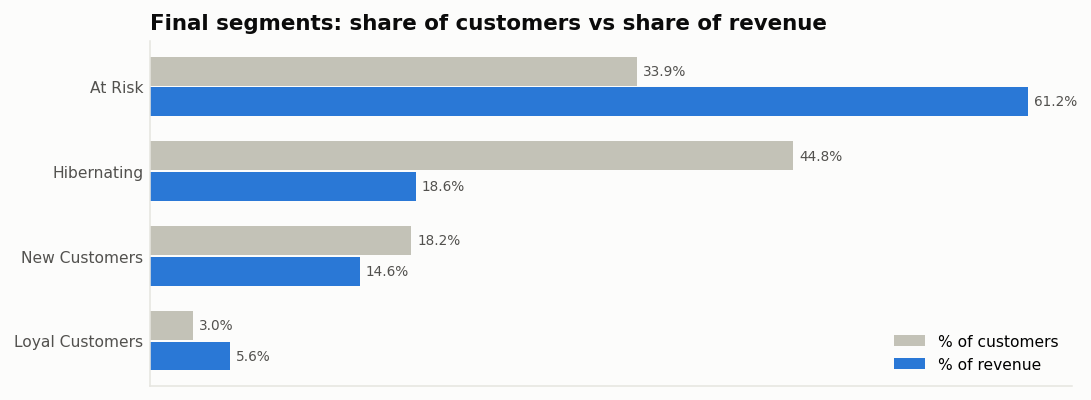 Final segments: share of customers vs share of revenue
At Risk
33.9%
61.2%
Hibernating
44.8%
18.6%
New Customers
18.2%
14.6%
Loyal Customers
3.0%
5.6%
% of customers
% of revenue